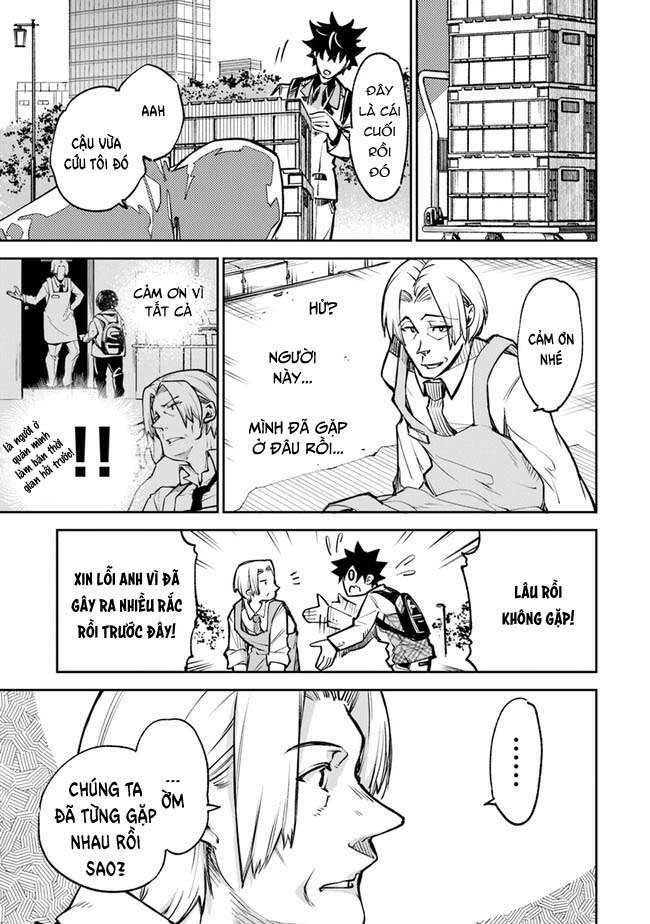 ĐÂY
LÀ CÁI
CUỐI
RỒI
ĐÓ
AAH
CẬU VỪA
CỨU TÔI ĐÓ
CẢM ƠN
NHÉ
HỬ?
NGƯỜI
NÀY...
MÌNH ĐÃ GẶP
Ở ĐÂU RỒI...
CẢM ƠN VÌ
TẤT CẢ
là người ở
quán mình
làm bán thời
gian hồi trước!
!!
LÂU RỒI
KHÔNG GẶP!
XIN LỖI ANH VÌ ĐÃ
GÂY RA NHIỀU RẮC
RỒI TRƯỚC ĐÂY!
......
...
ỜM
CHÚNG TA
ĐÃ TỪNG GẶP
NHAU RỒI
SAO?